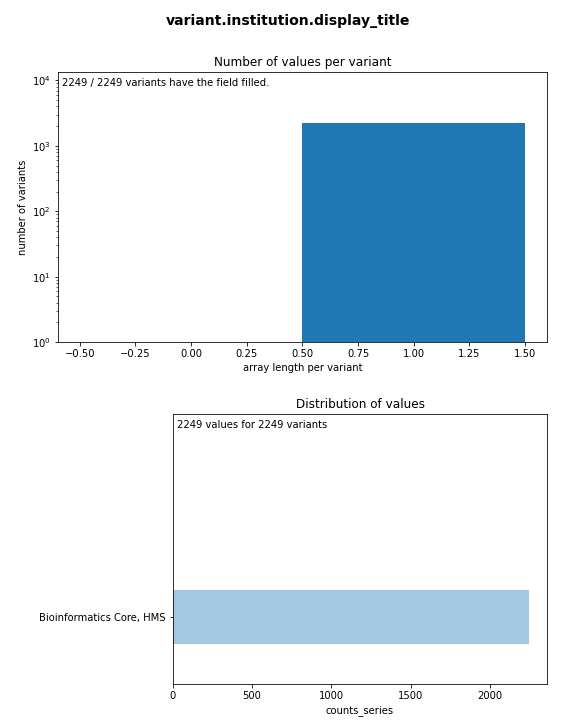 variant.institution.display_title
Number of values per variant
2249 / 2249 variants have the field filled.
10⁴
10³
10²
10¹
10⁰
number of variants
−0.50 −0.25 0.00 0.25 0.50 0.75 1.00 1.25 1.50
array length per variant
Distribution of values
2249 values for 2249 variants
Bioinformatics Core, HMS
0 500 1000 1500 2000
counts_series